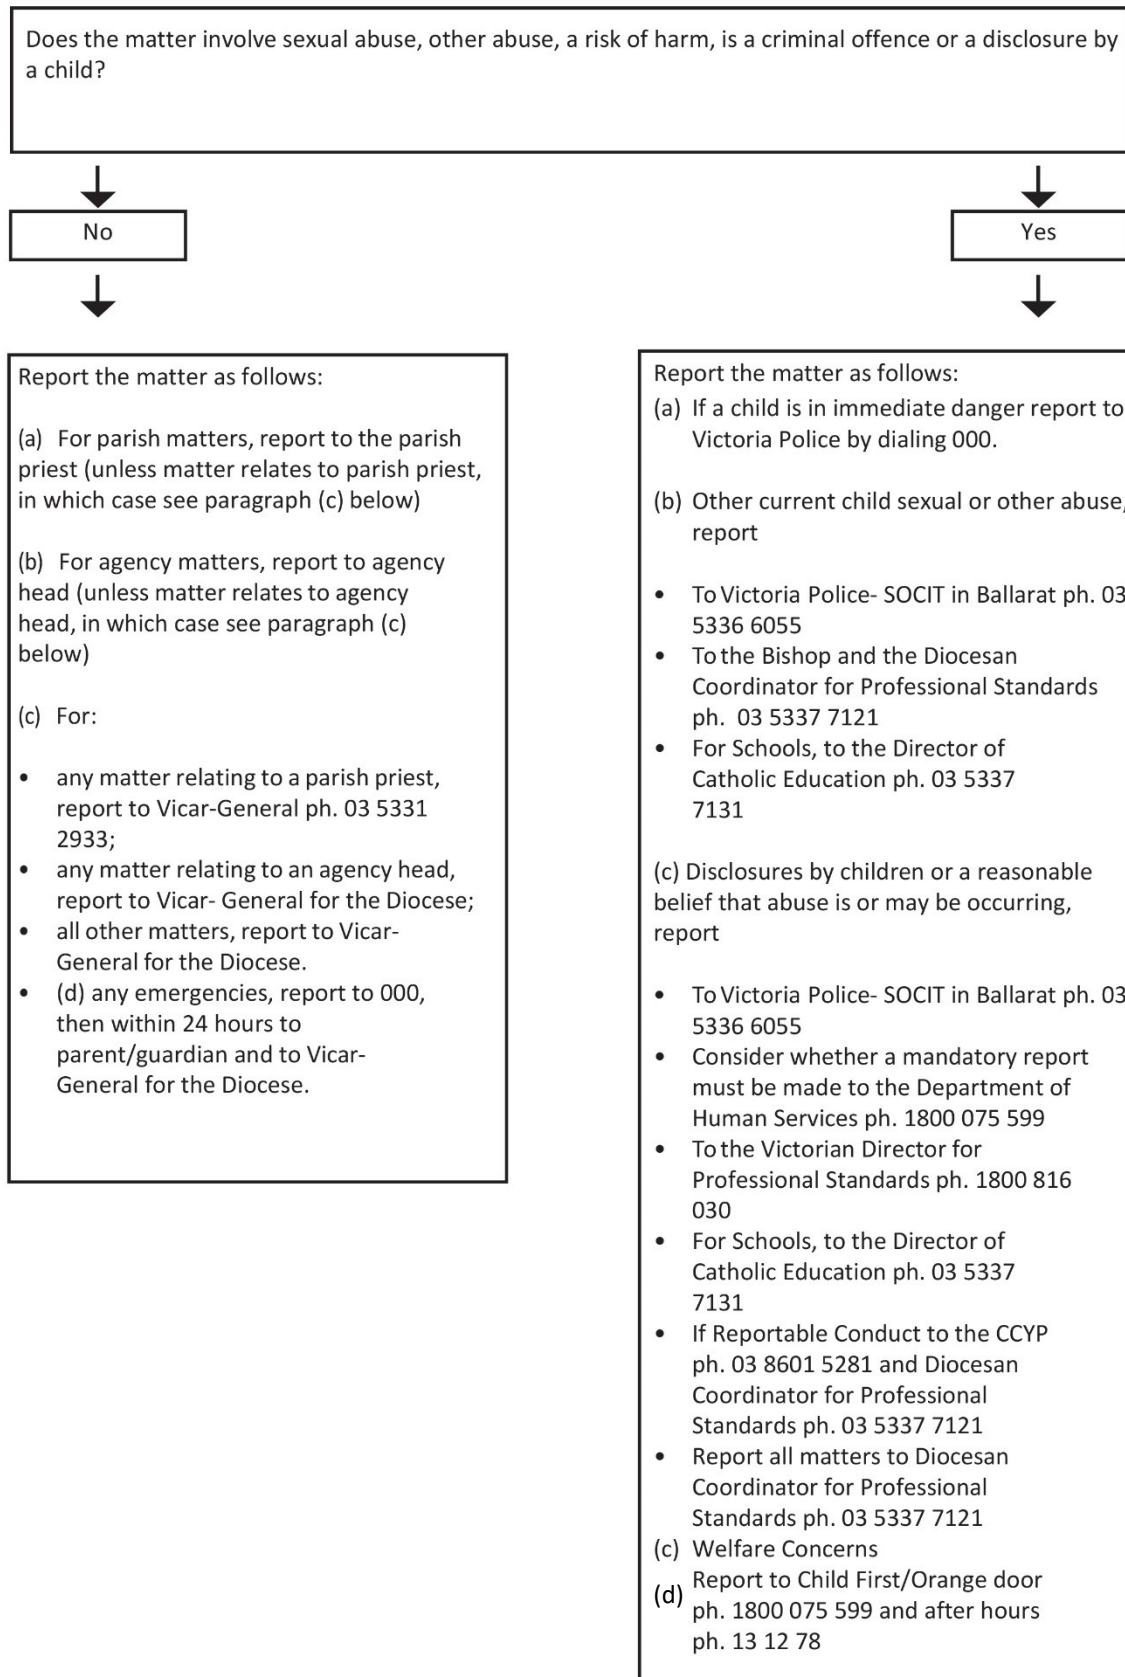 Does the matter involve sexual abuse, other abuse, a risk of harm, is a criminal offence or a disclosure by
a child?
No
Yes
Report the matter as follows:
(a) For parish matters, report to the parish
priest (unless matter relates to parish priest,
in which case see paragraph (c) below)
(b) For agency matters, report to agency
head (unless matter relates to agency
head, in which case see paragraph (c)
below)
(c) For:
• any matter relating to a parish priest,
report to Vicar-General ph. 03 5331
2933;
• any matter relating to an agency head,
report to Vicar- General for the Diocese;
• all other matters, report to Vicar-
General for the Diocese.
• (d) any emergencies, report to 000,
then within 24 hours to
parent/guardian and to Vicar-
General for the Diocese.
Report the matter as follows:
(a) If a child is in immediate danger report to
Victoria Police by dialing 000.
(b) Other current child sexual or other abuse,
report
• To Victoria Police- SOCIT in Ballarat ph. 03
5336 6055
• To the Bishop and the Diocesan
Coordinator for Professional Standards
ph. 03 5337 7121
• For Schools, to the Director of
Catholic Education ph. 03 5337
7131
(c) Disclosures by children or a reasonable
belief that abuse is or may be occurring,
report
• To Victoria Police- SOCIT in Ballarat ph. 03
5336 6055
• Consider whether a mandatory report
must be made to the Department of
Human Services ph. 1800 075 599
• To the Victorian Director for
Professional Standards ph. 1800 816
030
• For Schools, to the Director of
Catholic Education ph. 03 5337
7131
• If Reportable Conduct to the CCYP
ph. 03 8601 5281 and Diocesan
Coordinator for Professional
Standards ph. 03 5337 7121
• Report all matters to Diocesan
Coordinator for Professional
Standards ph. 03 5337 7121
(c) Welfare Concerns
(d) Report to Child First/Orange door
ph. 1800 075 599 and after hours
ph. 13 12 78